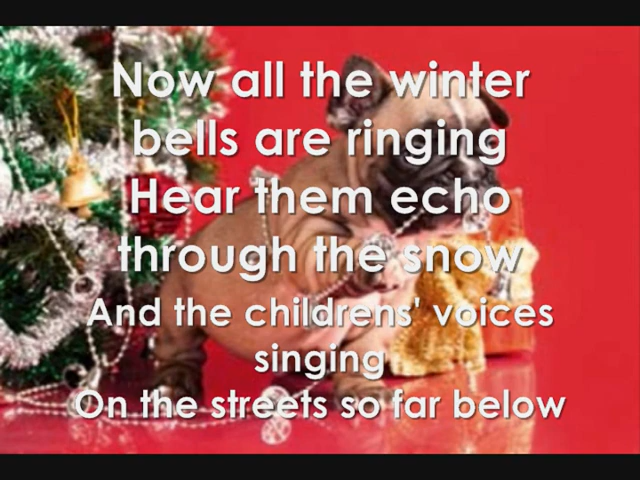 Now all the winter
bells are ringing
Hear them echo
through the snow
And the childrens' voices
singing
On the streets so far below